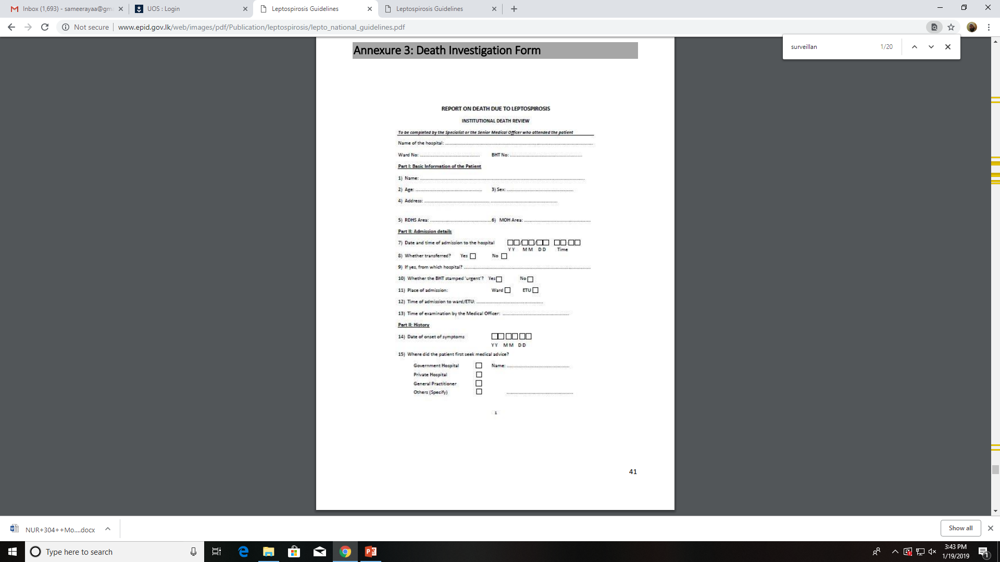 Inbox (1,693) - sameerayaa@gm
UOS : Login
Leptospirosis Guidelines
Leptospirosis Guidelines
Not secure
www.epid.gov.lk/web/images/pdf/Publication/leptospirosis/lepto_national_guidelines.pdf
surveillan
1/20
Annexure 3: Death Investigation Form
REPORT ON DEATH DUE TO LEPTOSPIROSIS
INSTITUTIONAL DEATH REVIEW
To be completed by the Specialist or the Senior Medical Officer who attended the patient
Name of the hospital:
Ward No: BHT No:
Part I: Basic Information of the Patient
1) Name:
2) Age: 3) Sex:
4) Address:
5) RDHS Area: 6) MOH Area:
Part II: Admission details
7) Date and time of admission to the hospital / / :
Y Y M M D D Time
8) Whether transferred? Yes No
9) If yes, from which hospital?
10) Whether the BHT stamped 'urgent'? Yes No
11) Place of admission: Ward ETU
12) Time of admission to ward/ETU:
13) Time of examination by the Medical Officer:
Part II: History
14) Date of onset of symptoms
Y Y M M D D
15) Where did the patient first seek medical advice?
Government Hospital Name:
Private Hospital
General Practitioner
Others (Specify)
1
41
NUR+304++Mo....docx
Show all
Type here to search
3:43 PM
1/19/2019
1